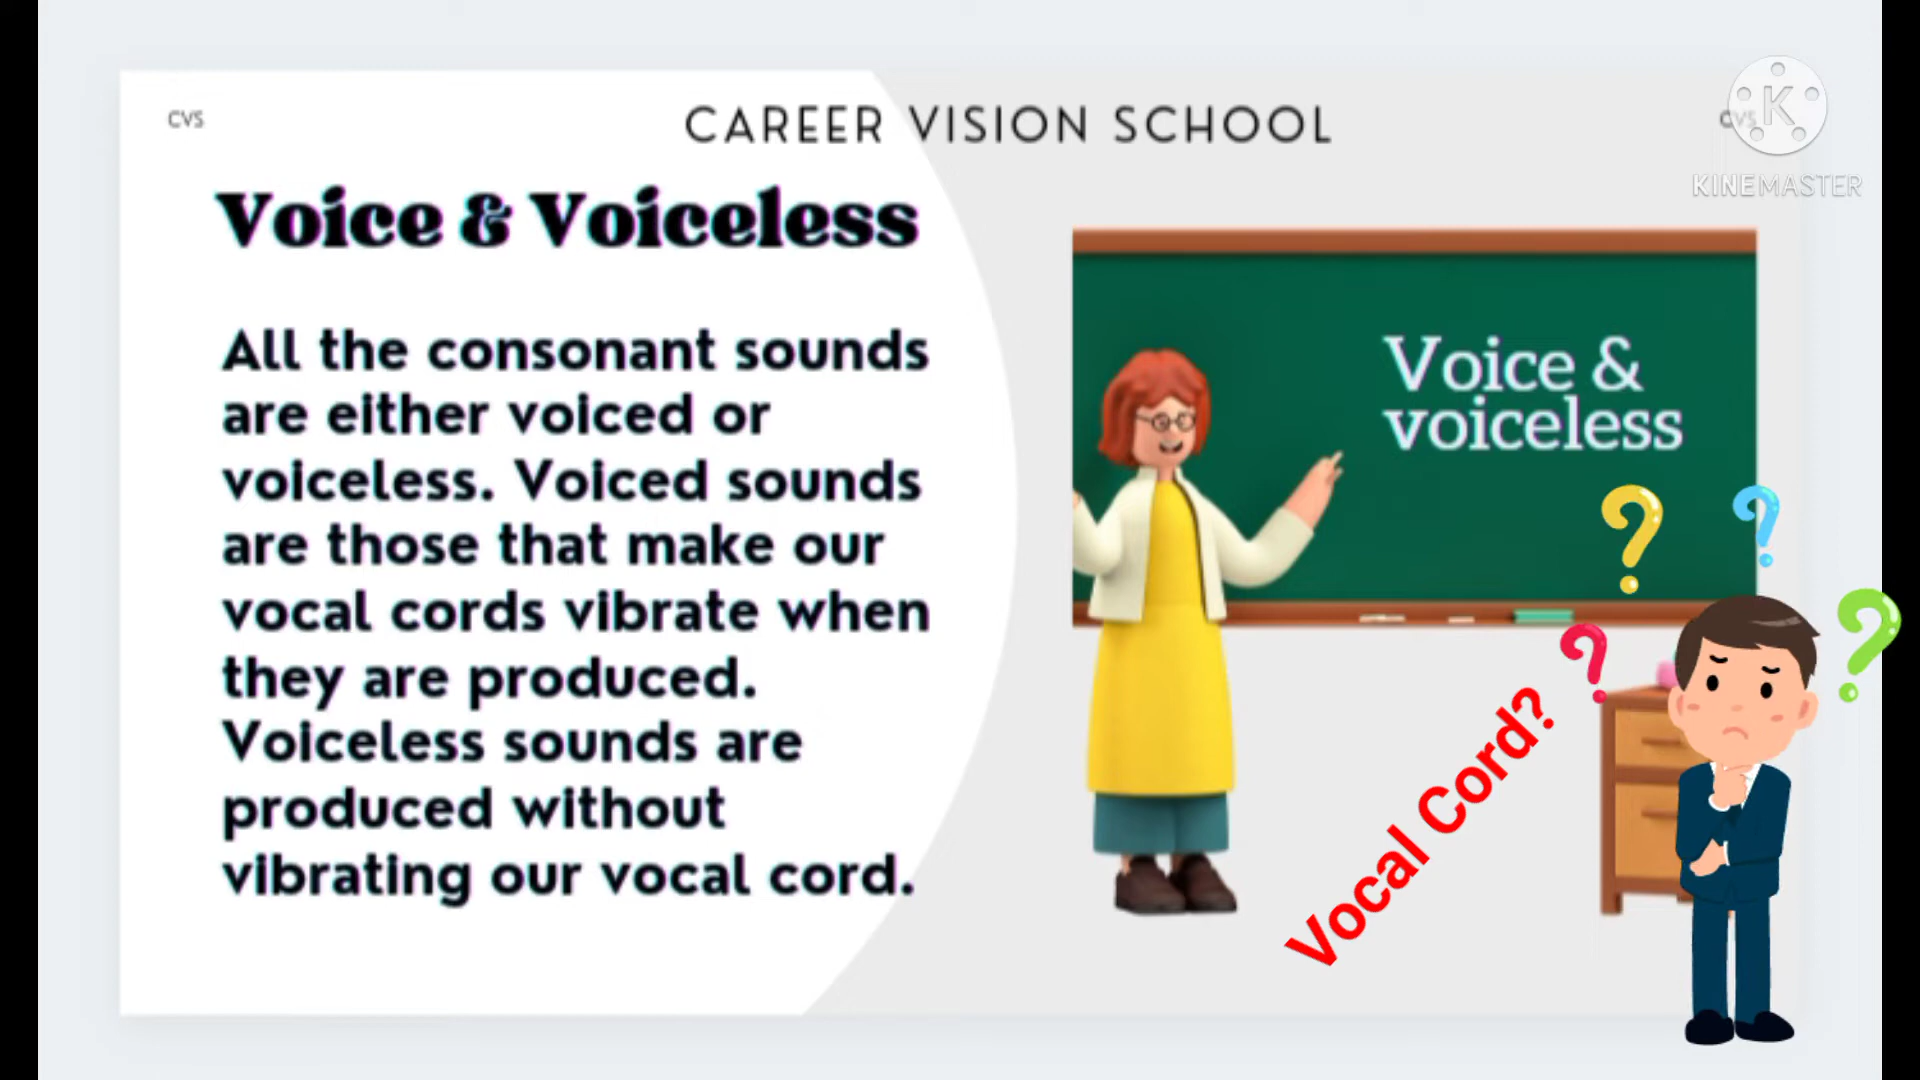 CVS
CAREER VISION SCHOOL
CVS
K
KINEMASTER
Voice & Voiceless
All the consonant sounds
are either voiced or
voiceless. Voiced sounds
are those that make our
vocal cords vibrate when
they are produced.
Voiceless sounds are
produced without
vibrating our vocal cord.
Voice &
voiceless
? ?
? ?
Vocal Cord?